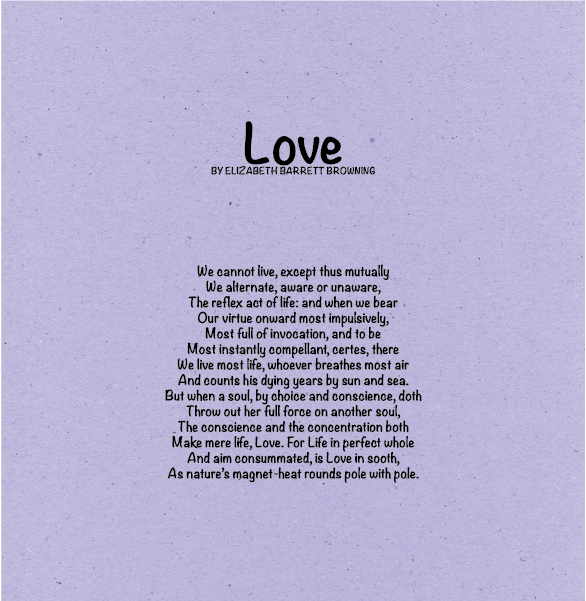 Love
BY ELIZABETH BARRETT BROWNING
We cannot live, except thus mutually
We alternate, aware or unaware,
The reflex act of life: and when we bear
Our virtue onward most impulsively,
Most full of invocation, and to be
Most instantly compellant, certes, there
We live most life, whoever breathes most air
And counts his dying years by sun and sea.
But when a soul, by choice and conscience, doth
Throw out her full force on another soul,
The conscience and the concentration both
Make mere life, Love. For Life in perfect whole
And aim consummated, is Love in sooth,
As nature's magnet-heat rounds pole with pole.